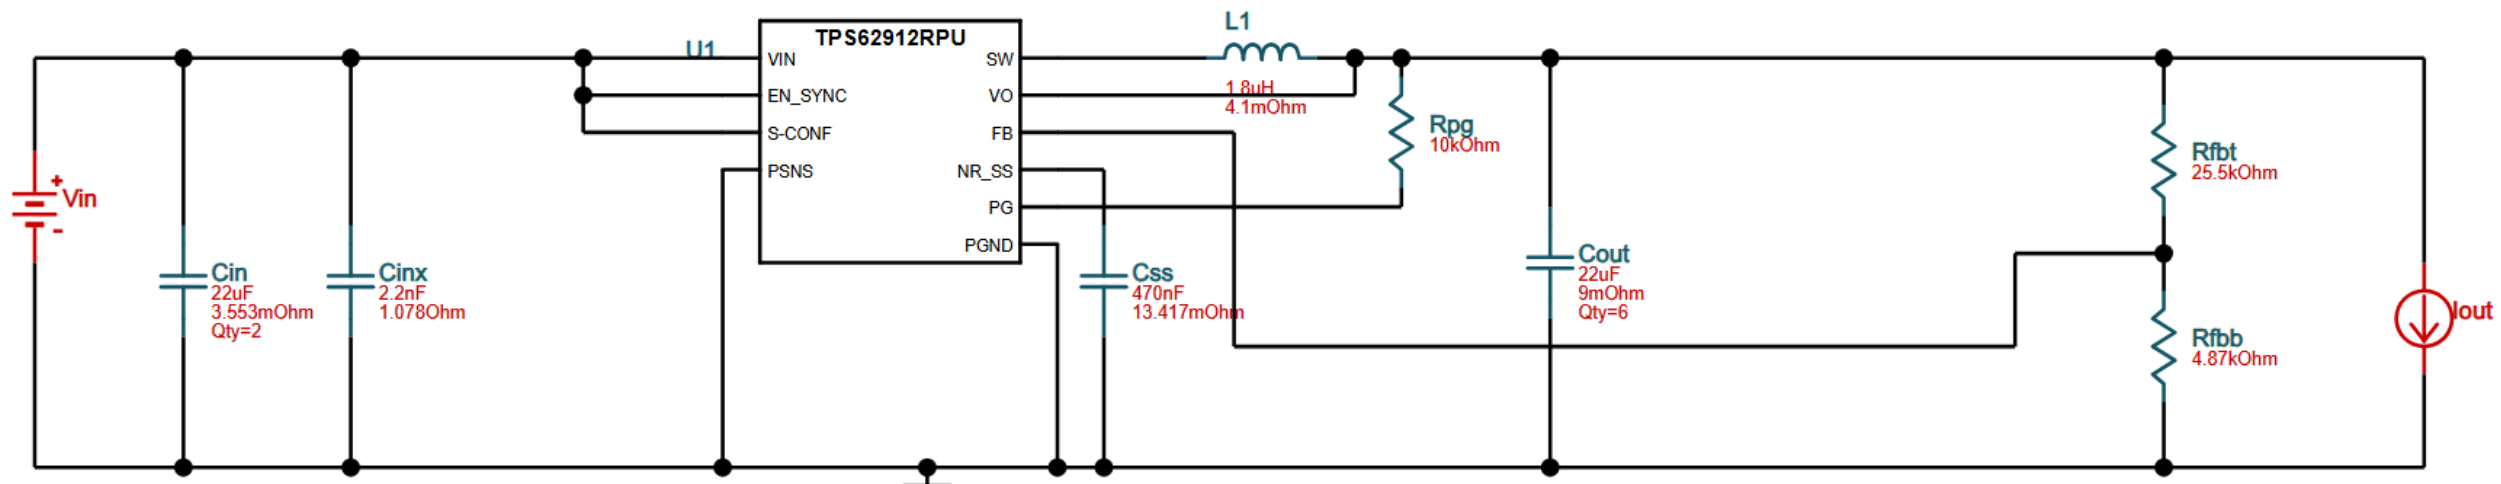 L1
TPS62912RPU
U1
VIN
SW
EN_SYNC
VO
1.8uH
4.1mOhm
S-CONF
FB
Rpg
10kOhm
PSNS
NR_SS
PG
PGND
+
Vin
-
Cin
22uF
3.553mOhm
Qty=2
Cinx
2.2nF
1.078Ohm
Css
470nF
13.417mOhm
Cout
22uF
9mOhm
Qty=6
Rfbt
25.5kOhm
Rfbb
4.87kOhm
Iout